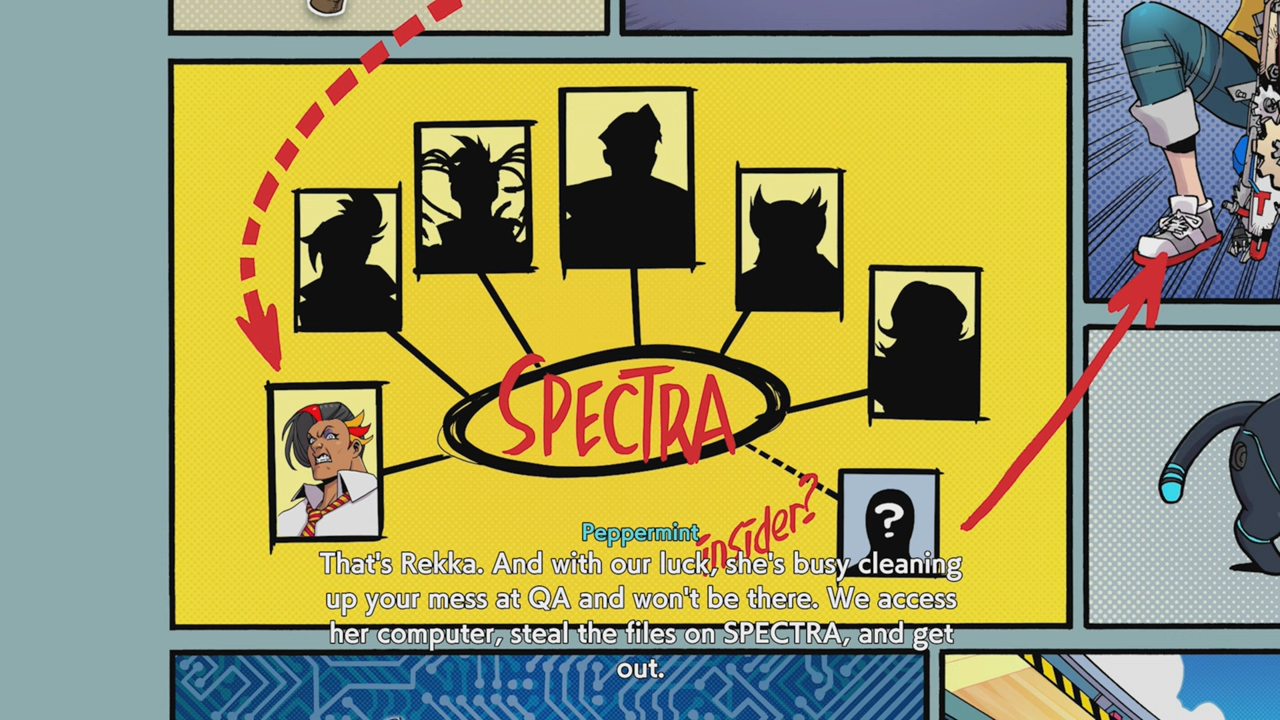 SPECTRA
insider?
?
Peppermint
That's Rekka. And with our luck, she's busy cleaning
up your mess at QA and won't be there. We access
her computer, steal the files on SPECTRA, and get
out.